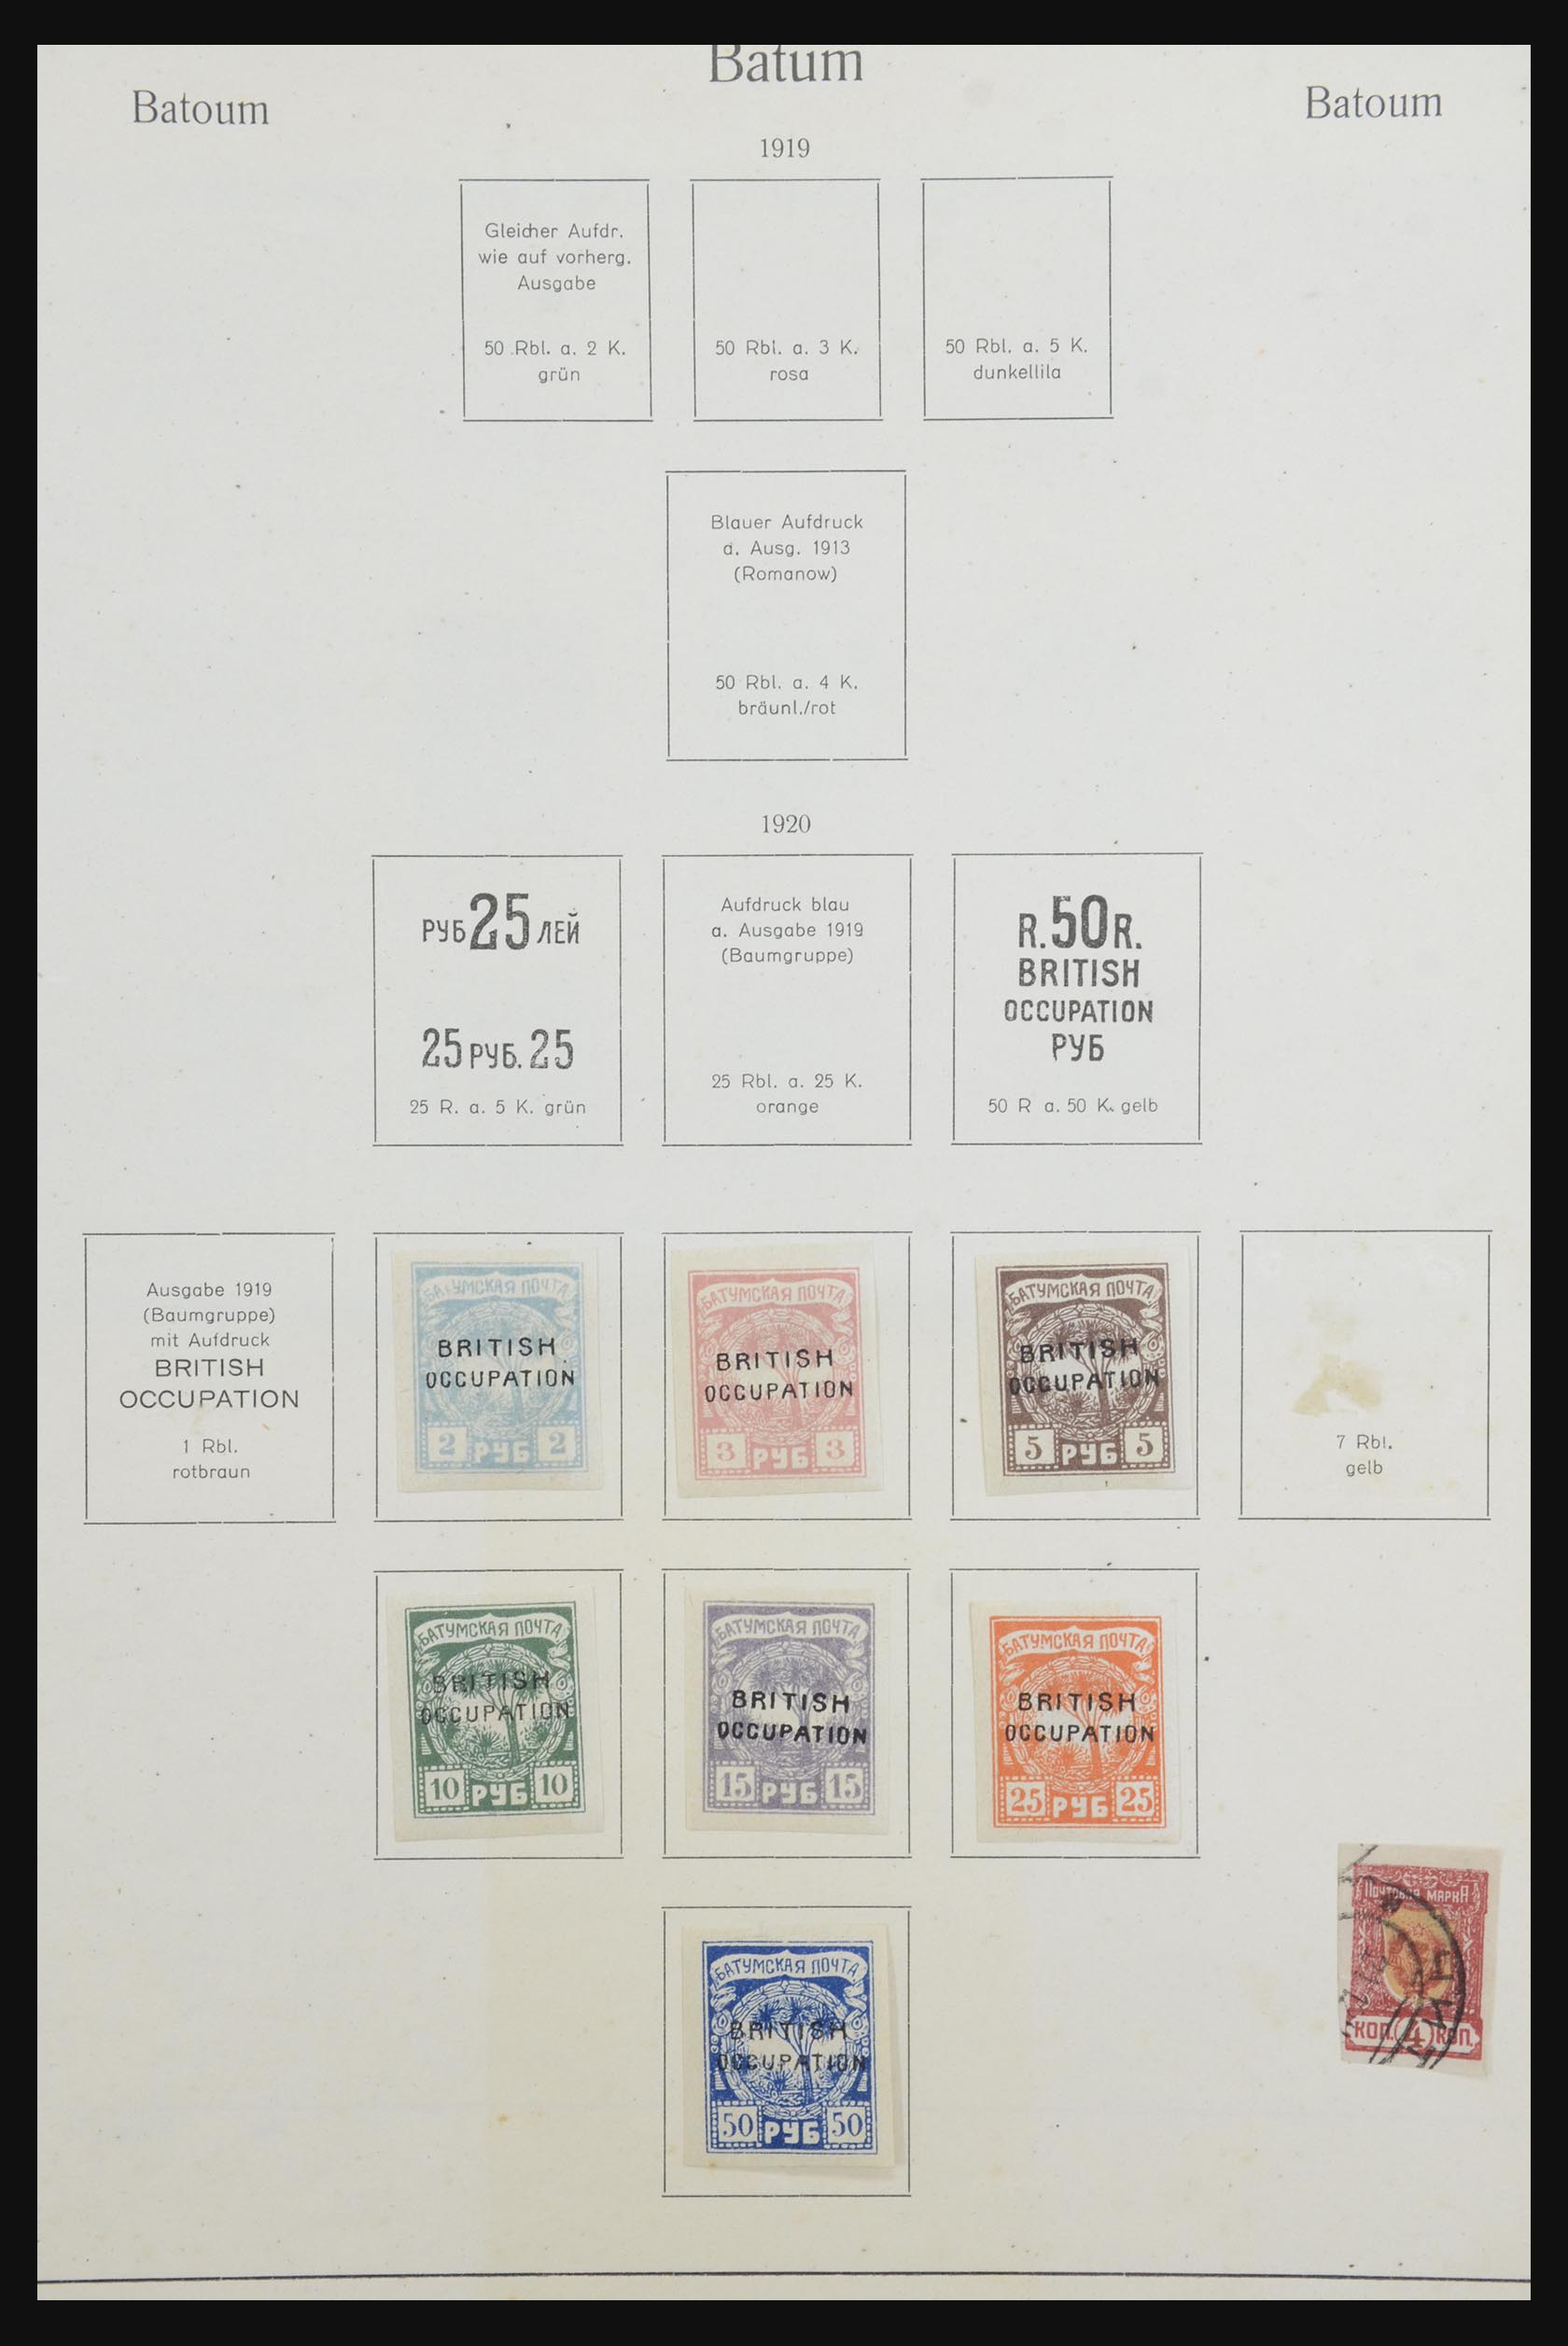 Batum
Batoum
Batoum
1919
Gleicher Aufdr.
wie auf vorherg.
Ausgabe
50 Rbl. a. 2 K.
grün
50 Rbl. a. 3 K.
rosa
50 Rbl. a. 5 K.
dunkellila
Blauer Aufdruck
a. Ausg. 1913
(Romanow)
50 Rbl. a. 4 K.
bräunl./rot
1920
РУБ 25 ЛЕЙ
25 РУБ. 25
25 R. a. 5 K. grün
Aufdruck blau
a. Ausgabe 1919
(Baumgruppe)
25 Rbl. a. 25 K.
orange
R. 50 R.
BRITISH
OCCUPATION
РУБ
50 R a. 50 K. gelb
Ausgabe 1919
(Baumgruppe)
mit Aufdruck
BRITISH
OCCUPATION
1 Rbl.
rotbraun
БАТУМСКАЯ ПОЧТА
BRITISH
OCCUPATION
2 РУБ 2
БАТУМСКАЯ ПОЧТА
BRITISH
OCCUPATION
3 РУБ 3
БАТУМСКАЯ ПОЧТА
BRITISH
OCCUPATION
5 РУБ 5
7 Rbl.
gelb
БАТУМСКАЯ ПОЧТА
BRITISH
OCCUPATION
10 РУБ 10
БАТУМСКАЯ ПОЧТА
BRITISH
OCCUPATION
15 РУБ 15
БАТУМСКАЯ ПОЧТА
BRITISH
OCCUPATION
25 РУБ 25
БАТУМСКАЯ ПОЧТА
BRITISH
OCCUPATION
50 РУБ 50
ПОЧТОВАЯ МАРКА
КОП. 4 КОП.